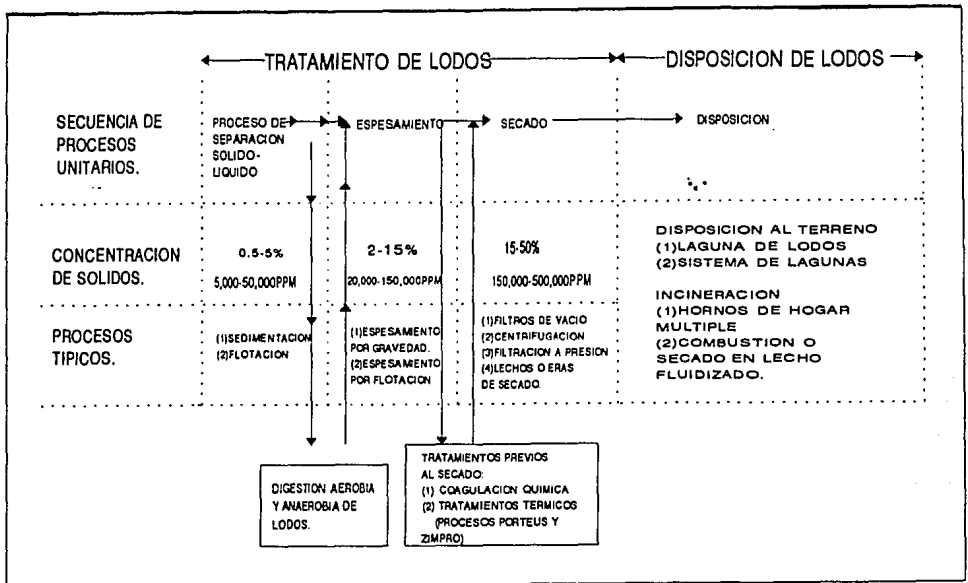 TRATAMIENTO DE LODOS
DISPOSICION DE LODOS
SECUENCIA DE
PROCESOS
UNITARIOS.
PROCESO DE
SEPARACION
SOLIDO-
LIQUIDO
ESPESAMIENTO
SECADO
DISPOSICION
CONCENTRACION
DE SOLIDOS.
0.5-5%
5,000-50,000PPM
2-15%
20,000-150,000PPM
15-50%
150,000-500,000PPM
DISPOSICION AL TERRENO
(1)LAGUNA DE LODOS
(2)SISTEMA DE LAGUNAS
INCINERACION
(1)HORNOS DE HOGAR
MULTIPLE
(2)COMBUSTION O
SECADO EN LECHO
FLUIDIZADO.
PROCESOS
TIPICOS.
(1)SEDIMENTACION
(2)FLOTACION
(1)ESPESAMIENTO
POR GRAVEDAD.
(2)ESPESAMIENTO
POR FLOTACION
(1)FILTROS DE VACIO
(2)CENTRIFUGACION
(3)FILTRACION A PRESION
(4)LECHOS O ERAS
DE SECADO.
DIGESTION AEROBIA
Y ANAEROBIA DE
LODOS.
TRATAMIENTOS PREVIOS
AL SECADO:
(1) COAGULACION QUIMICA
(2) TRATAMIENTOS TERMICOS
(PROCESOS PORTEUS Y
ZIMPRO)